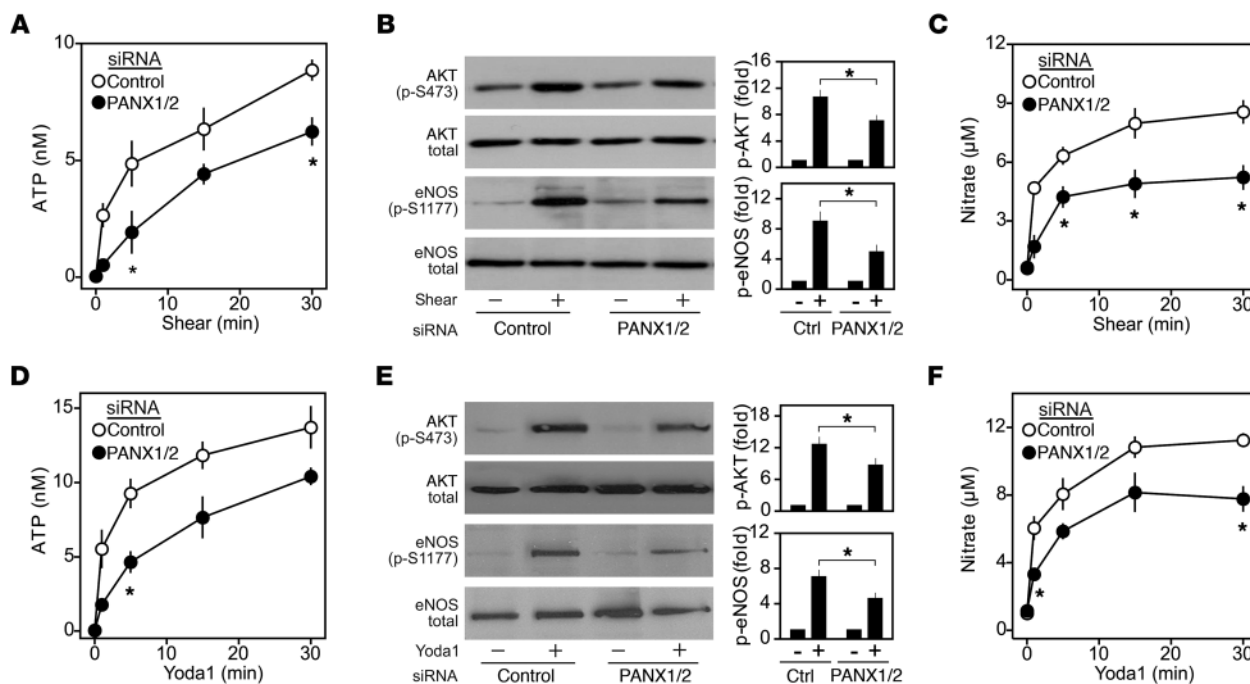 A
10
5
0
ATP (nM)
siRNA
Control
PANX1/2
*
*
0 10 20 30
Shear (min)
B
AKT
(p-S473)
AKT
total
eNOS
(p-S1177)
eNOS
total
Shear − + − +
siRNA Control PANX1/2
16
12
8
4
0
p-AKT (fold)
*
16
12
8
4
0
p-eNOS (fold)
*
- + - +
Ctrl PANX1/2
C
12
9
6
3
0
Nitrate (µM)
siRNA
Control
PANX1/2
* * *
0 10 20 30
Shear (min)
D
15
10
5
0
ATP (nM)
siRNA
Control
PANX1/2
*
0 10 20 30
Yoda1 (min)
E
AKT
(p-S473)
AKT
total
eNOS
(p-S1177)
eNOS
total
Yoda1 − + − +
siRNA Control PANX1/2
24
18
12
6
0
p-AKT (fold)
*
16
12
8
4
0
p-eNOS (fold)
*
- + - +
Ctrl PANX1/2
F
16
12
8
4
0
Nitrate (µM)
siRNA
Control
PANX1/2
*
*
0 10 20 30
Yoda1 (min)